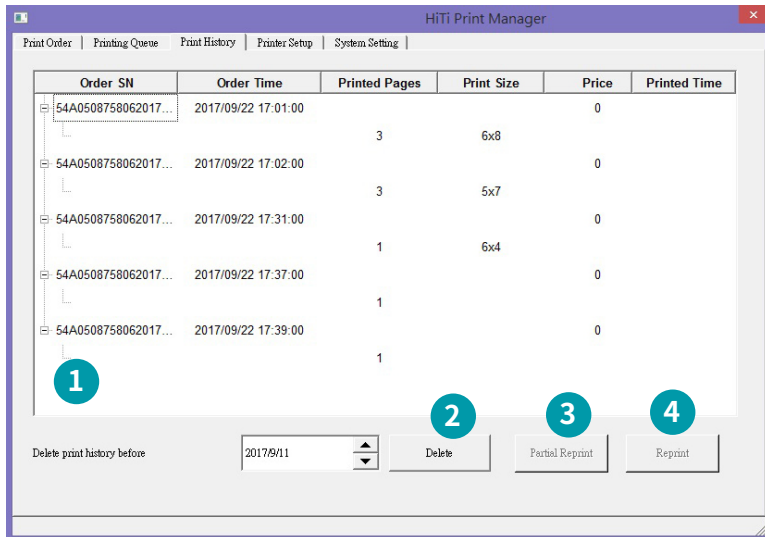 HiTi Print Manager
Print Order | Printing Queue | Print History | Printer Setup | System Setting
Order SN Order Time Printed Pages Print Size Price Printed Time
54A0508758062017... 2017/09/22 17:01:00 0
3 6x8
54A0508758062017... 2017/09/22 17:02:00 0
3 5x7
54A0508758062017... 2017/09/22 17:31:00 0
1 6x4
54A0508758062017... 2017/09/22 17:37:00 0
1
54A0508758062017... 2017/09/22 17:39:00 0
1
1
2 3 4
Delete print history before 2017/9/11 Delete Partial Reprint Reprint